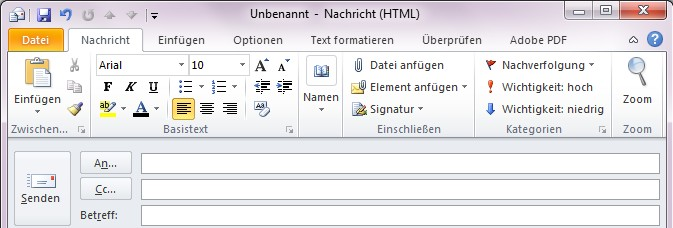 Unbenannt - Nachricht (HTML)
Datei Nachricht Einfügen Optionen Text formatieren Überprüfen Adobe PDF
Einfügen
Zwischen...
Arial 10
F K U
ab A
Basistext
Namen
Datei anfügen
Element anfügen
Signatur
Einschließen
Nachverfolgung
Wichtigkeit: hoch
Wichtigkeit: niedrig
Kategorien
Zoom
Zoom
Senden
An...
Cc...
Betreff: